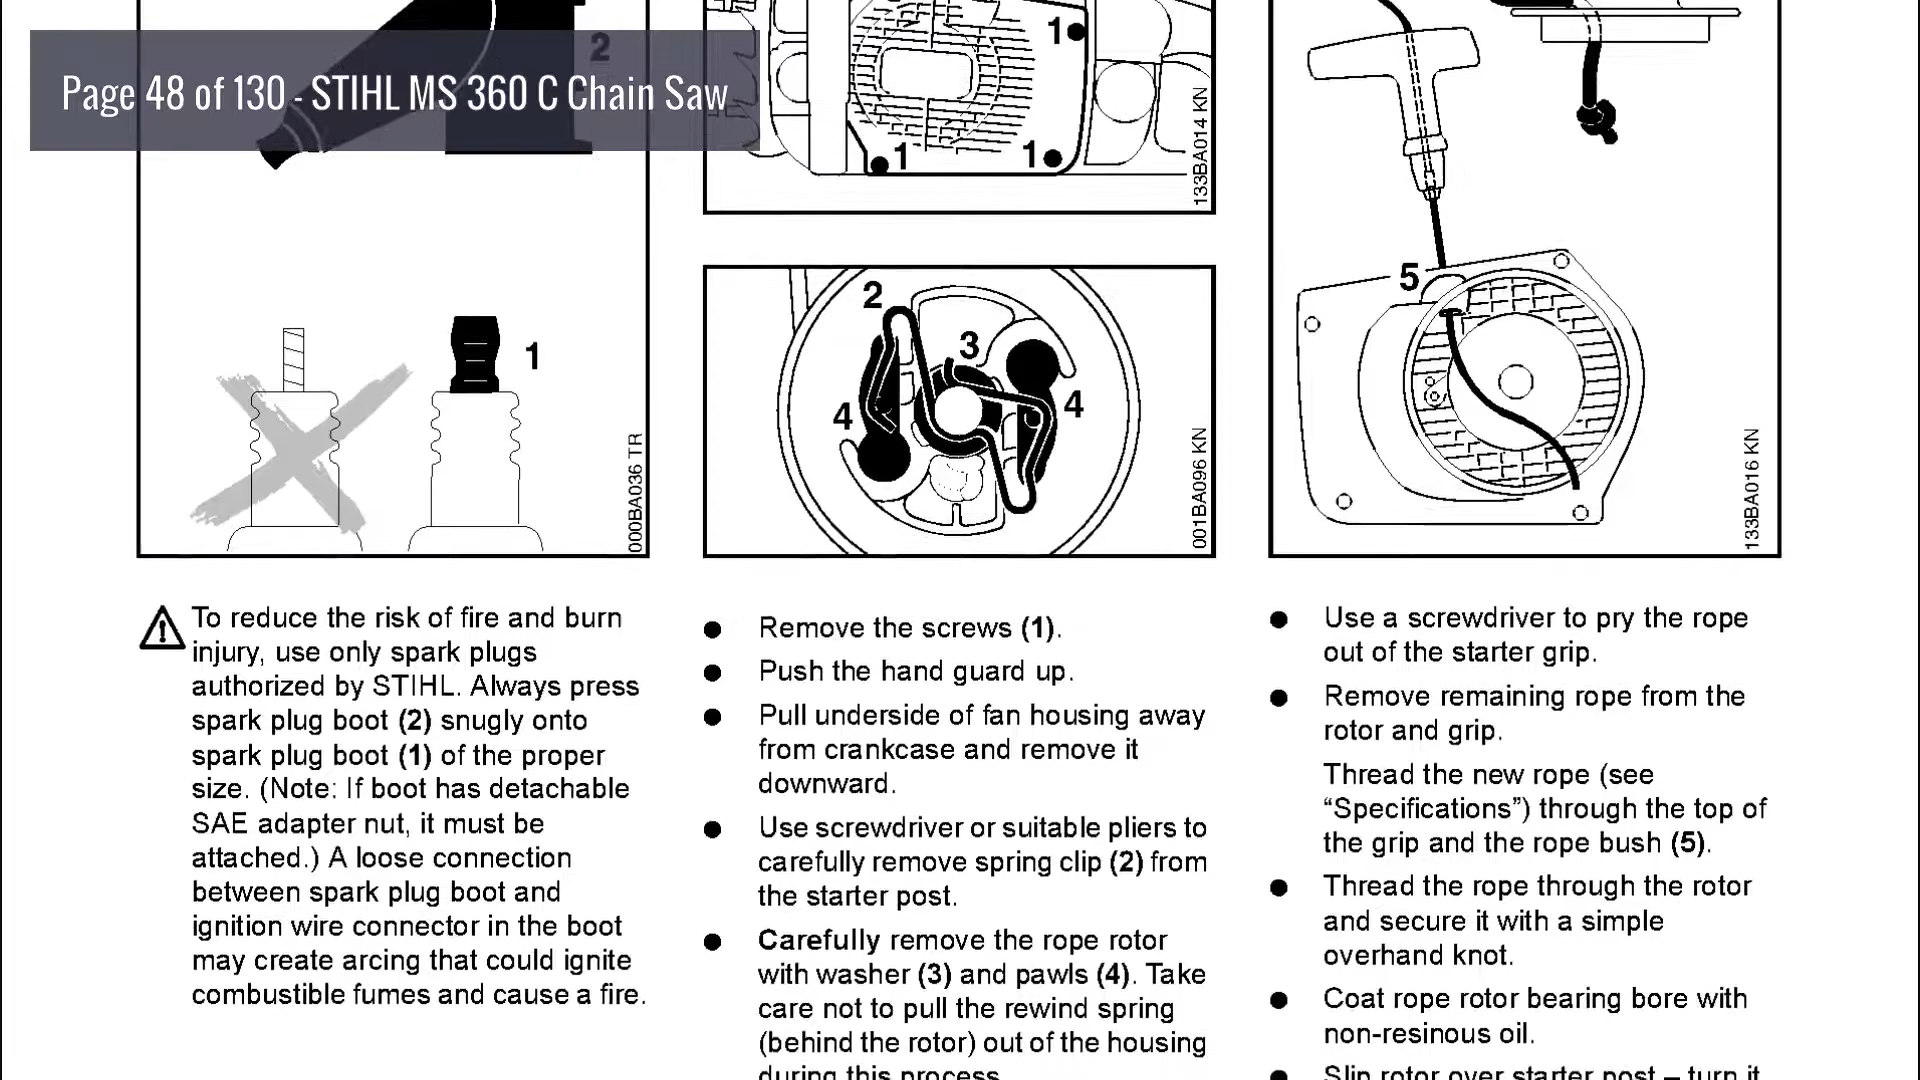 Page 48 of 130 - STIHL MS 360 C Chain Saw
2
1
000BA036 TR
To reduce the risk of fire and burn
injury, use only spark plugs
authorized by STIHL. Always press
spark plug boot (2) snugly onto
spark plug boot (1) of the proper
size. (Note: If boot has detachable
SAE adapter nut, it must be
attached.) A loose connection
between spark plug boot and
ignition wire connector in the boot
may create arcing that could ignite
combustible fumes and cause a fire.
1
1
1
133BA014 KN
2
3
4
4
001BA096 KN
● Remove the screws (1).
● Push the hand guard up.
● Pull underside of fan housing away
from crankcase and remove it
downward.
● Use screwdriver or suitable pliers to
carefully remove spring clip (2) from
the starter post.
● Carefully remove the rope rotor
with washer (3) and pawls (4). Take
care not to pull the rewind spring
(behind the rotor) out of the housing
during this process.
5
133BA016 KN
● Use a screwdriver to pry the rope
out of the starter grip.
● Remove remaining rope from the
rotor and grip.
Thread the new rope (see
“Specifications”) through the top of
the grip and the rope bush (5).
● Thread the rope through the rotor
and secure it with a simple
overhand knot.
● Coat rope rotor bearing bore with
non-resinous oil.
● Slip rotor over starter post – turn it